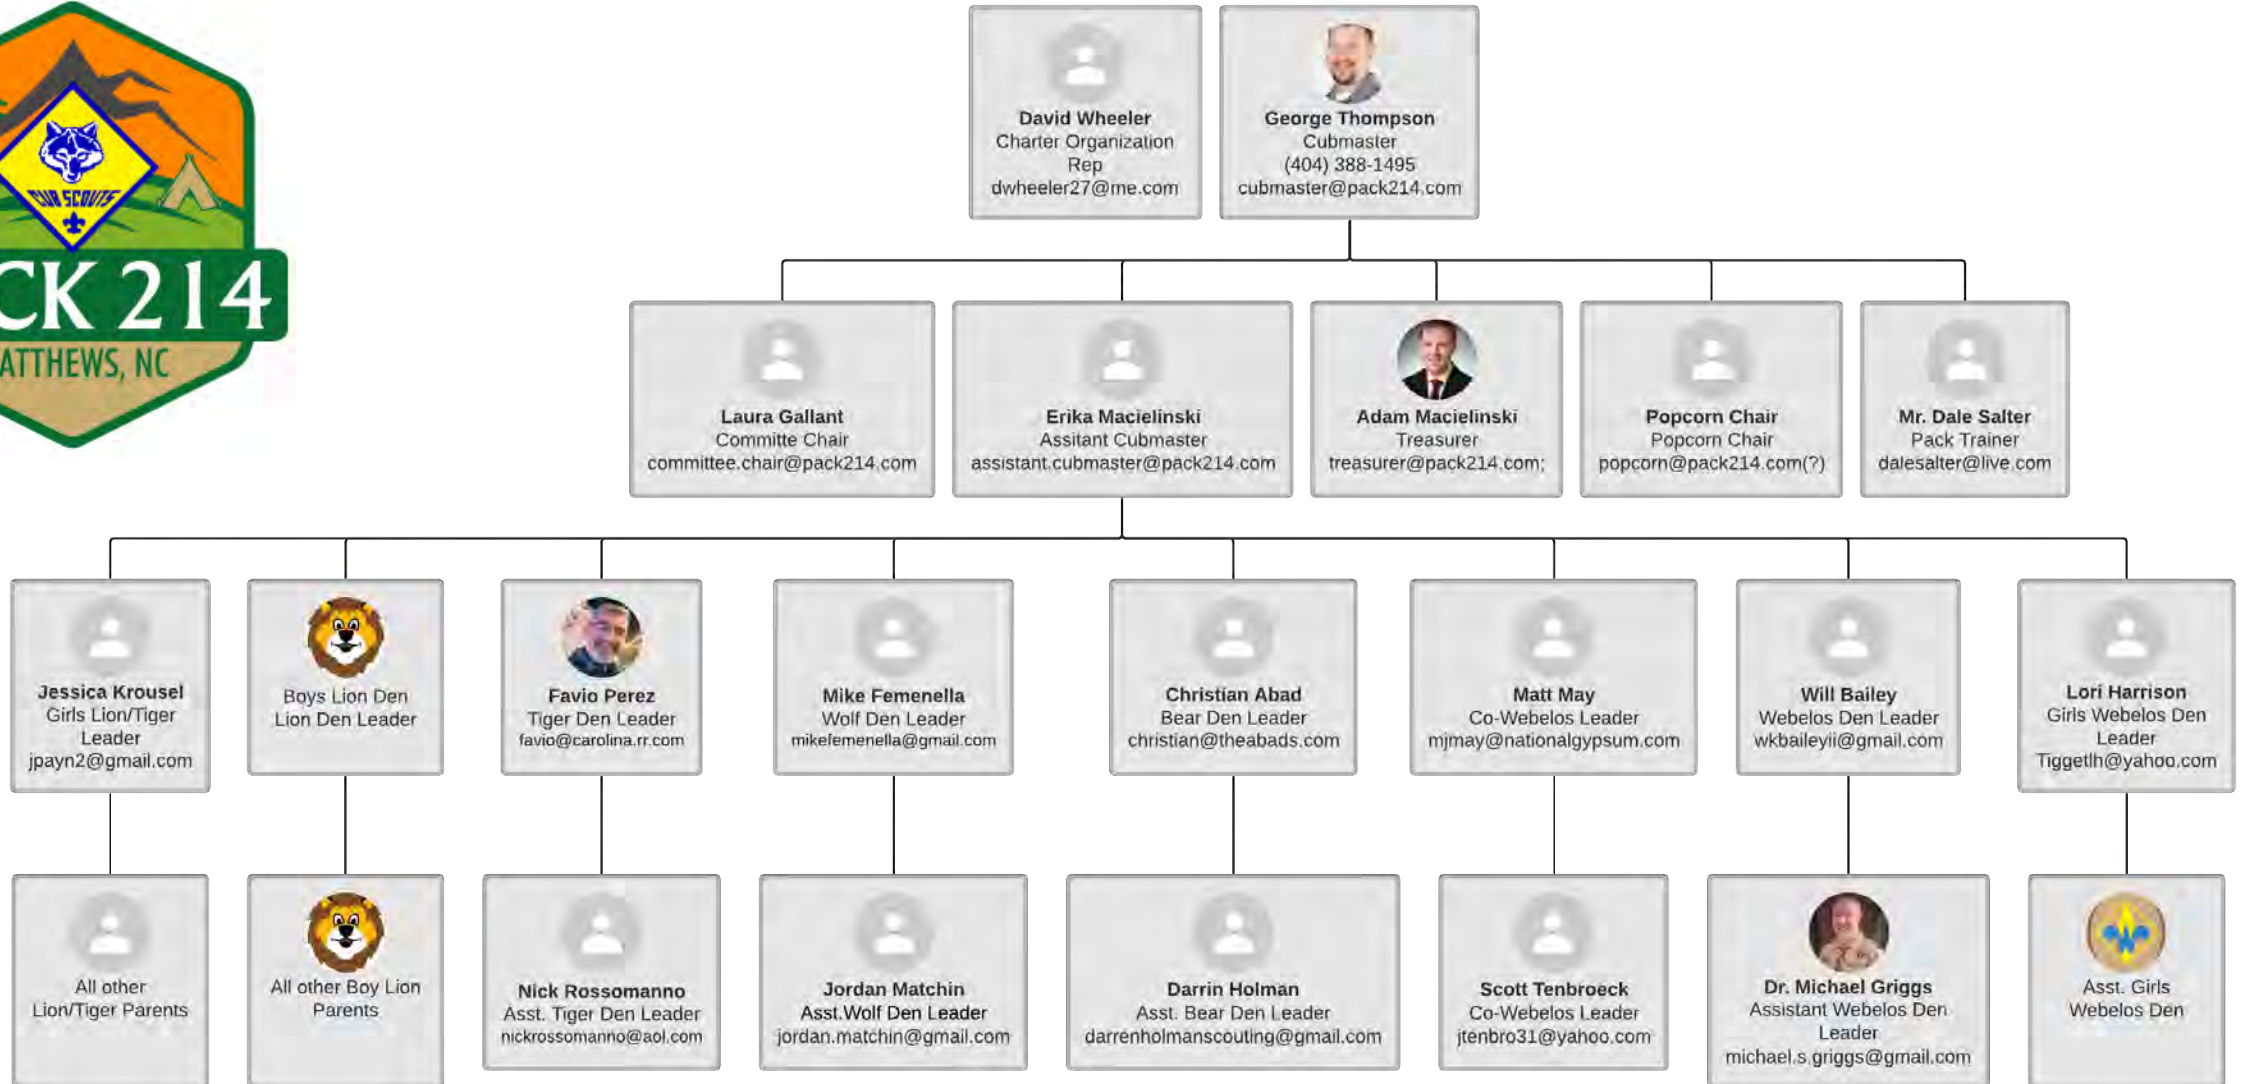 CUB SCOUTS
CK 214
ATTHEWS, NC
David Wheeler
Charter Organization
Rep
dwheeler27@me.com
George Thompson
Cubmaster
(404) 388-1495
cubmaster@pack214.com
Laura Gallant
Committe Chair
committee.chair@pack214.com
Erika Macielinski
Assitant Cubmaster
assistant.cubmaster@pack214.com
Adam Macielinski
Treasurer
treasurer@pack214.com;
Popcorn Chair
Popcorn Chair
popcorn@pack214.com(?)
Mr. Dale Salter
Pack Trainer
dalesalter@live.com
Jessica Krousel
Girls Lion/Tiger
Leader
jpayn2@gmail.com
Boys Lion Den
Lion Den Leader
Favio Perez
Tiger Den Leader
favio@carolina.rr.com
Mike Femenella
Wolf Den Leader
mikefemenella@gmail.com
Christian Abad
Bear Den Leader
christian@theabads.com
Matt May
Co-Webelos Leader
mjmay@nationalgypsum.com
Will Bailey
Webelos Den Leader
wkbaileyii@gmail.com
Lori Harrison
Girls Webelos Den
Leader
Tiggetlh@yahoo.com
All other
Lion/Tiger Parents
All other Boy Lion
Parents
Nick Rossomanno
Asst. Tiger Den Leader
nickrossomanno@aol.com
Jordan Matchin
Asst.Wolf Den Leader
jordan.matchin@gmail.com
Darrin Holman
Asst. Bear Den Leader
darrenholmanscouting@gmail.com
Scott Tenbroeck
Co-Webelos Leader
jtenbro31@yahoo.com
Dr. Michael Griggs
Assistant Webelos Den
Leader
michael.s.griggs@gmail.com
W
Asst. Girls
Webelos Den